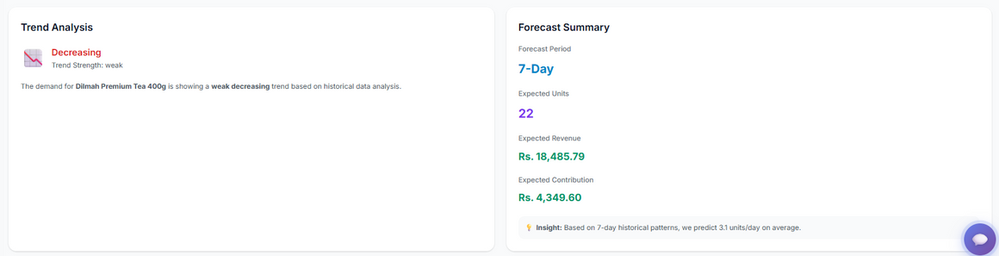 Trend Analysis
Decreasing
Trend Strength: weak
The demand for Dilmah Premium Tea 400g is showing a weak decreasing trend based on historical data analysis.
Forecast Summary
Forecast Period
7-Day
Expected Units
22
Expected Revenue
Rs. 18,485.79
Expected Contribution
Rs. 4,349.60
Insight: Based on 7-day historical patterns, we predict 3.1 units/day on average.